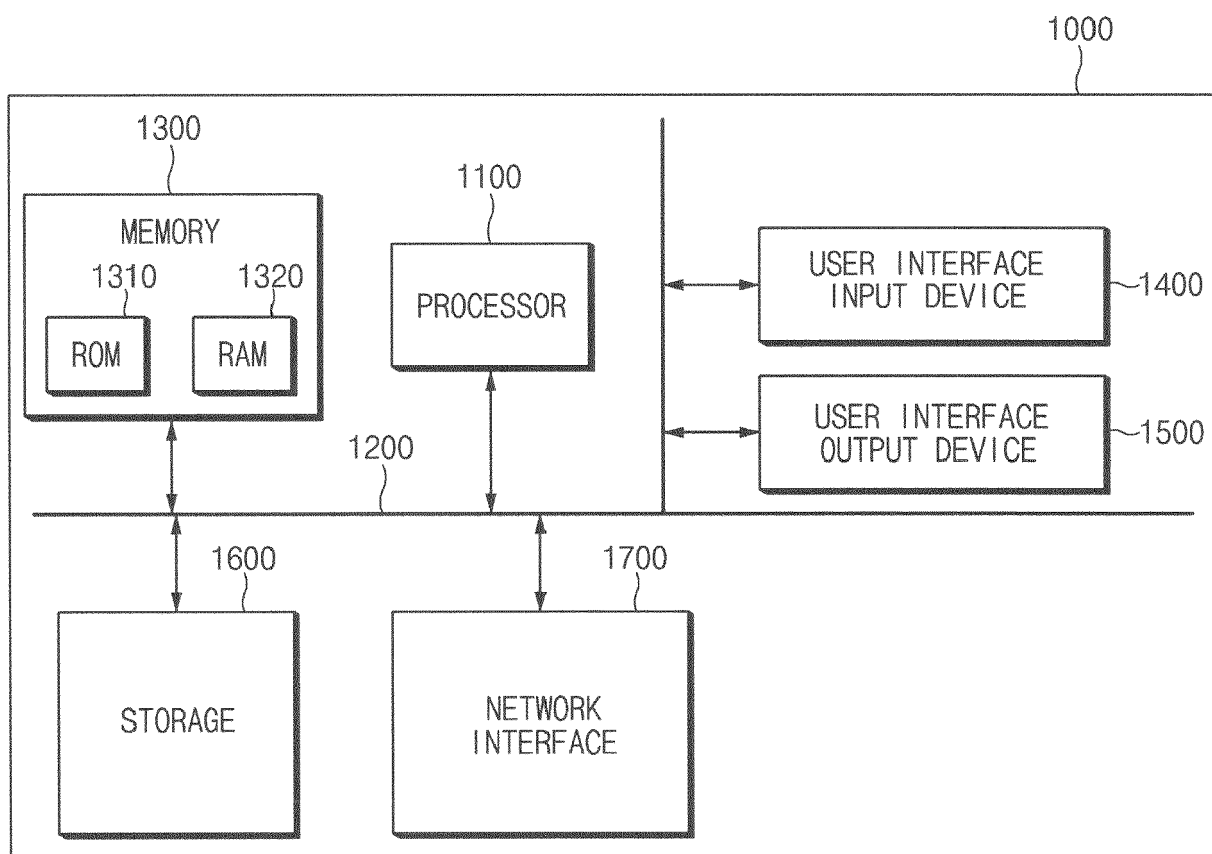 1000
1300
1100
MEMORY
1310
1320
ROM
RAM
PROCESSOR
USER INTERFACE
INPUT DEVICE
1400
USER INTERFACE
OUTPUT DEVICE
1500
1200
1600
1700
STORAGE
NETWORK
INTERFACE